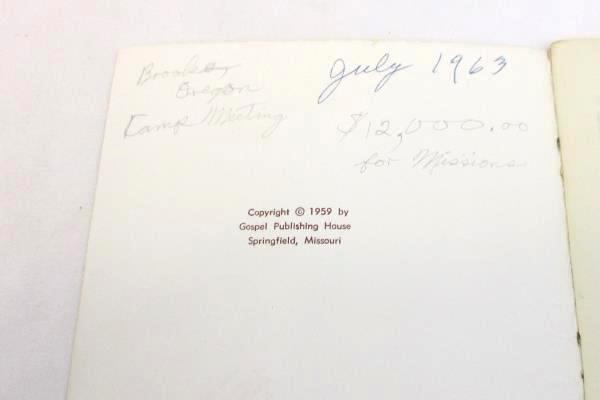 Brooks, Oregon
Camp Meeting
July 1963
$12,000.00
for Missions
Copyright © 1959 by
Gospel Publishing House
Springfield, Missouri